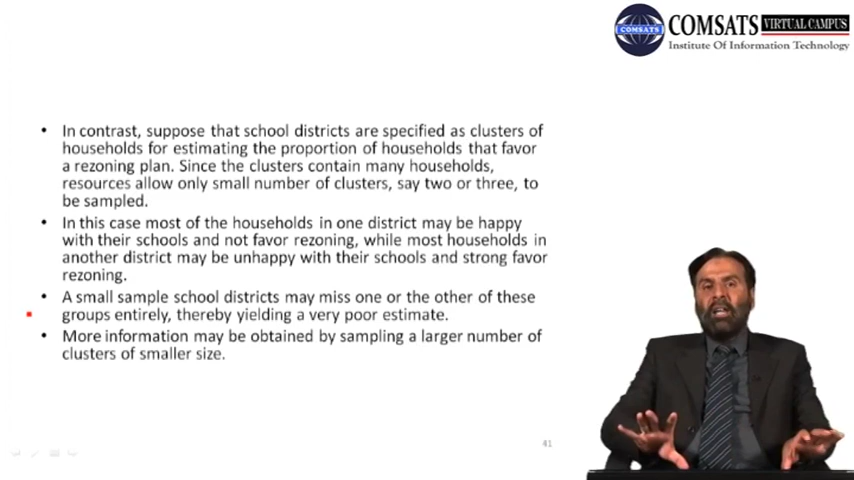 COMSATS VIRTUAL CAMPUS
COMSATS
Institute Of Information Technology
• In contrast, suppose that school districts are specified as clusters of
households for estimating the proportion of households that favor
a rezoning plan. Since the clusters contain many households,
resources allow only small number of clusters, say two or three, to
be sampled.
• In this case most of the households in one district may be happy
with their schools and not favor rezoning, while most households in
another district may be unhappy with their schools and strong favor
rezoning.
• A small sample school districts may miss one or the other of these
groups entirely, thereby yielding a very poor estimate.
• More information may be obtained by sampling a larger number of
clusters of smaller size.
41